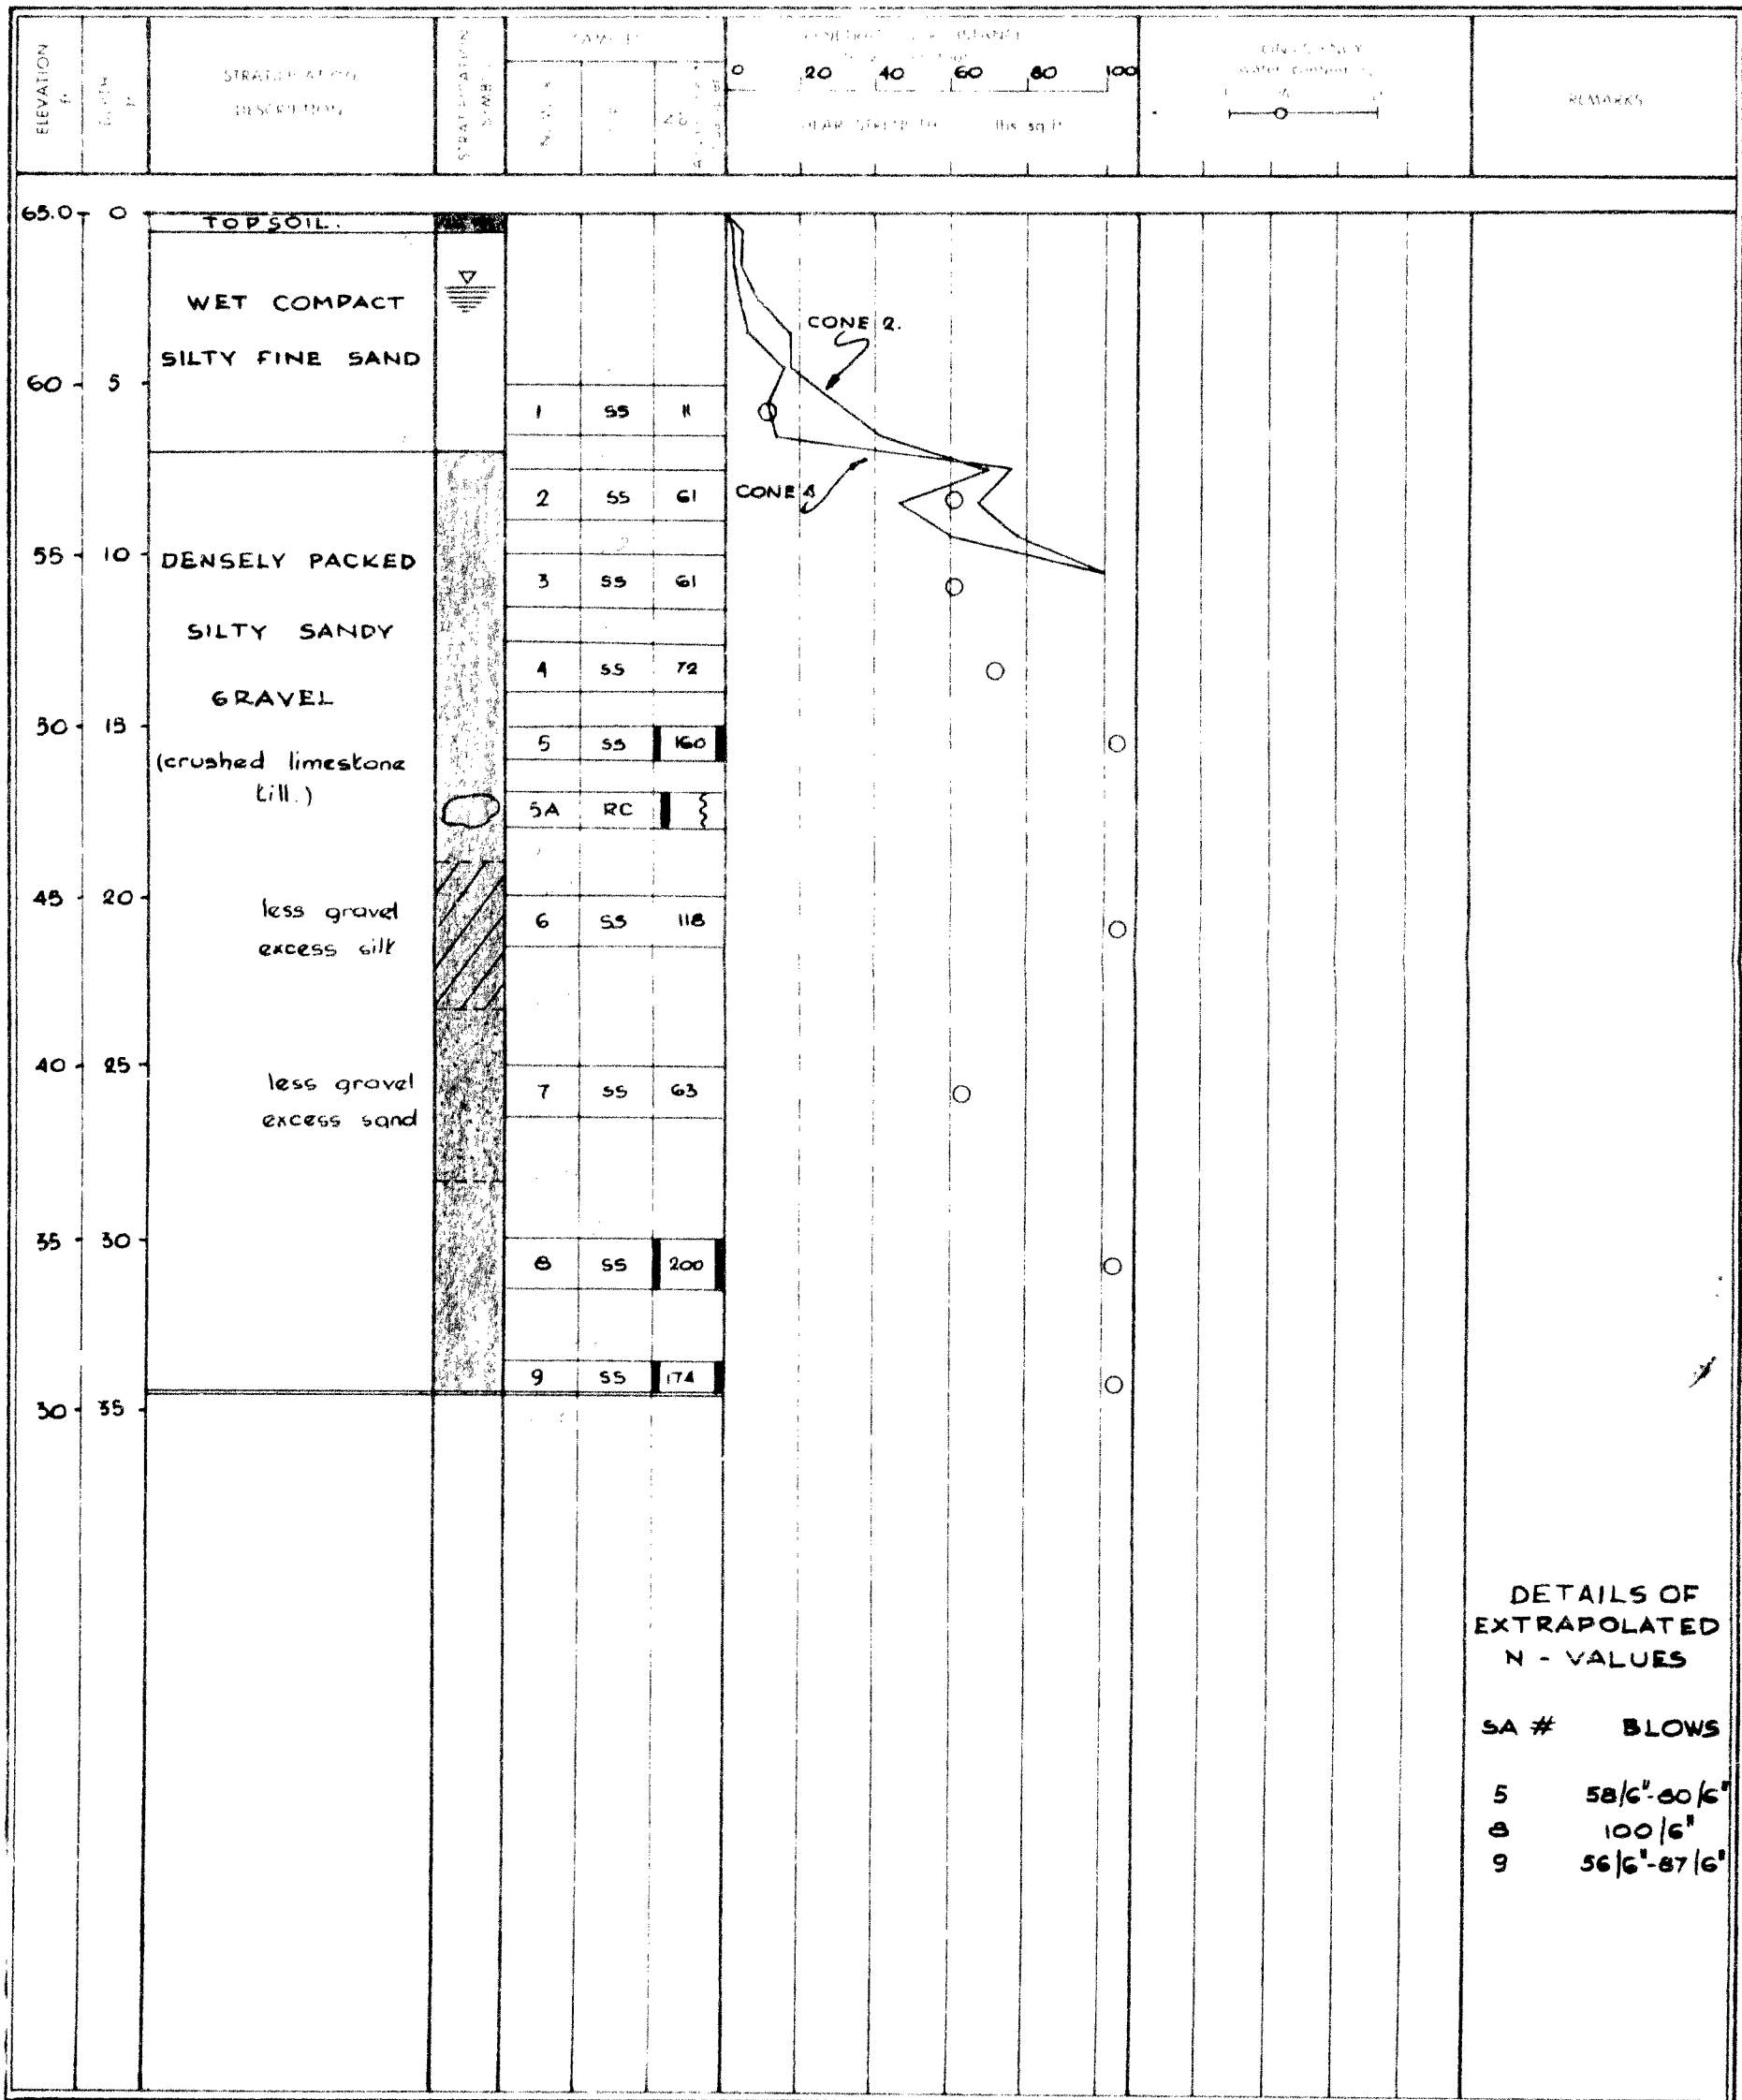 ELEVATION
STRATIFICATION
DESCRIPTION
REMARKS
0 20 40 60 80 100
lbs sq ft
65.0 0
TOPSOIL.
WET COMPACT
SILTY FINE SAND
CONE 2.
60 5
1 SS 11
2 SS 61
CONE
55 10
DENSELY PACKED
3 SS 61
SILTY SANDY
4 SS 72
GRAVEL
50 15
5 SS 160
(crushed limestone
till.)
5A RC
45 20
less gravel
6 SS 118
excess silt
40 25
less gravel
7 SS 63
excess sand
35 30
8 SS 200
9 SS 174
30 35
DETAILS OF
EXTRAPOLATED
N - VALUES
SA # BLOWS
5 58/6"-80/6"
8 100/6"
9 56/6"-87/6"